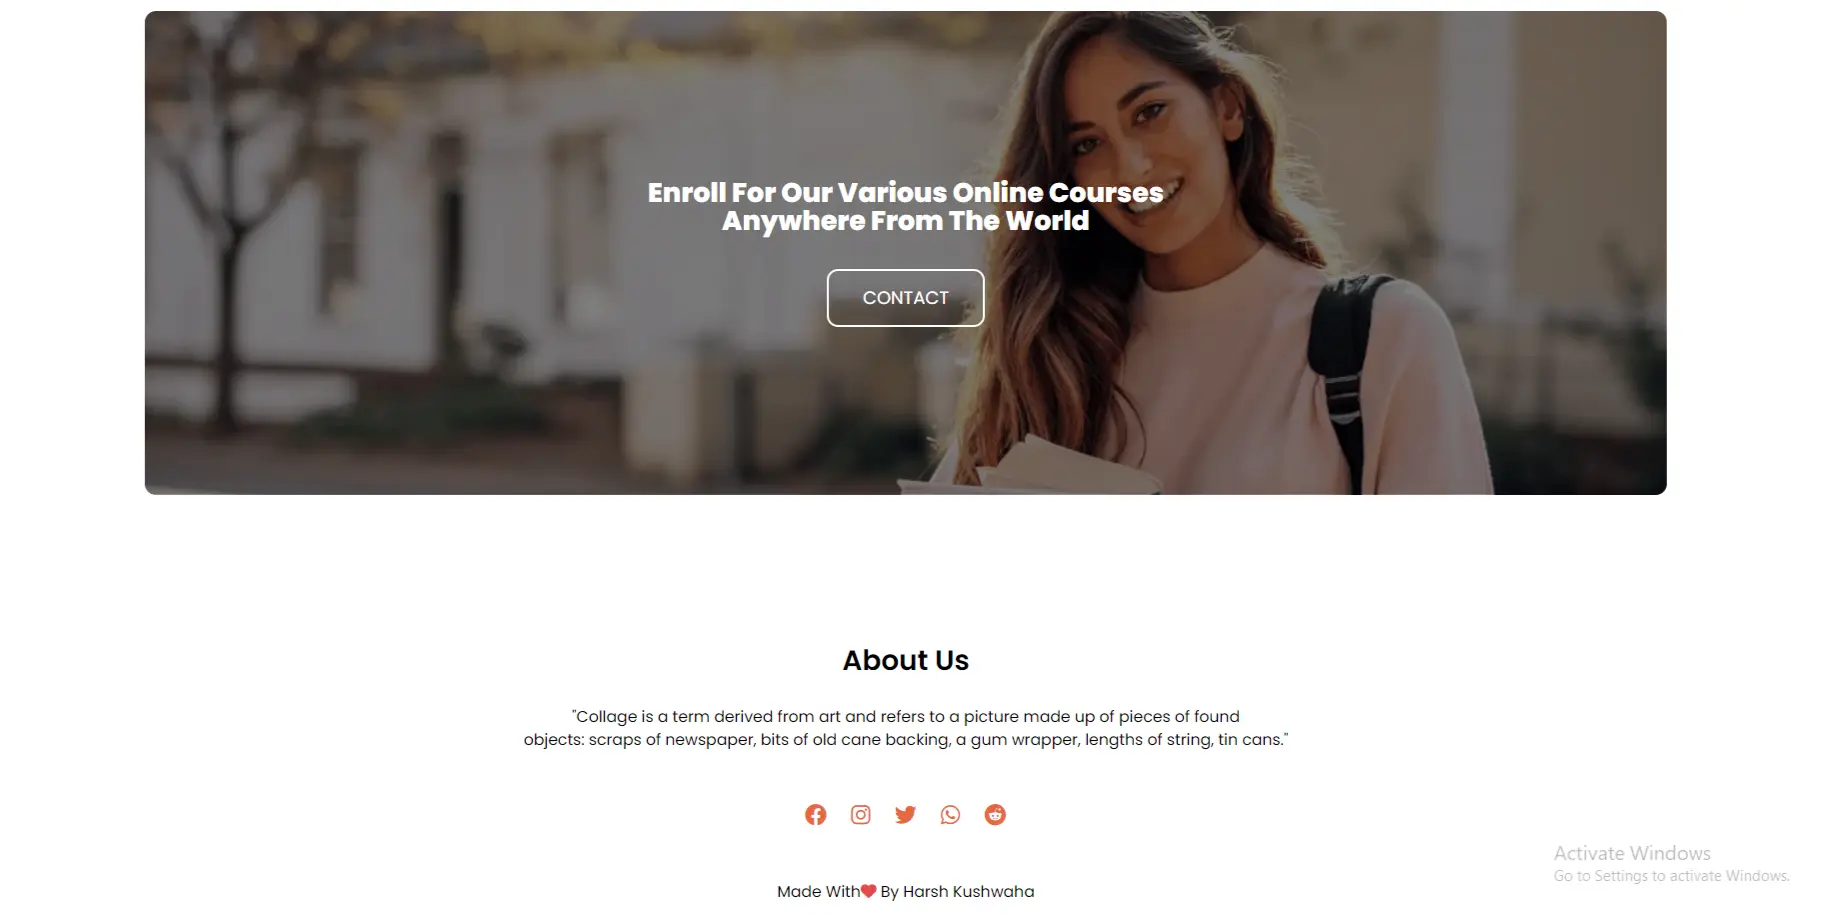 Enroll For Our Various Online Courses
Anywhere From The World
CONTACT
About Us
"Collage is a term derived from art and refers to a picture made up of pieces of found
objects: scraps of newspaper, bits of old cane backing, a gum wrapper, lengths of string, tin cans."
Activate Windows
Go to Settings to activate Windows.
Made With❤ By Harsh Kushwaha